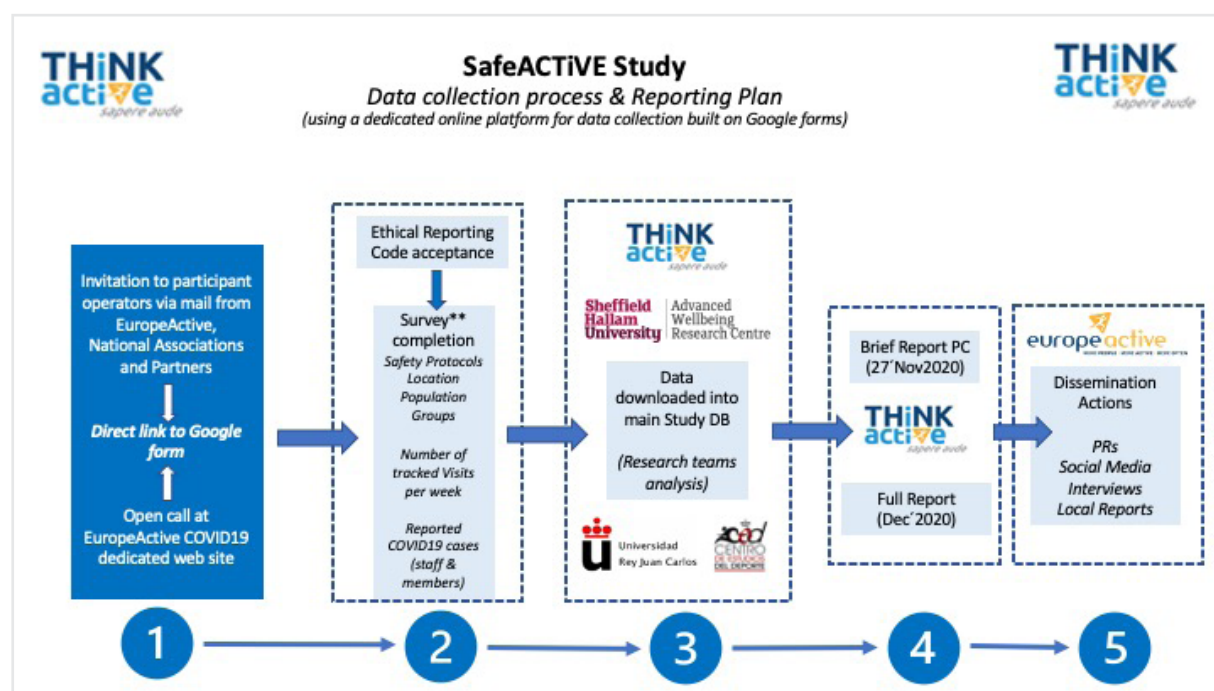 THiNK
active
sapere aude
SafeACTiVE Study
Data collection process & Reporting Plan
(using a dedicated online platform for data collection built on Google forms)
THiNK
active
sapere aude
Invitation to participant
operators via mail from
EuropeActive,
National Associations
and Partners
Direct link to Google
form
Open call at
EuropeActive COVID19
dedicated web site
Ethical Reporting
Code acceptance
Survey**
completion
Safety Protocols
Location
Population
Groups
Number of
tracked Visits
per week
Reported
COVID19 cases
(staff &
members)
THiNK
active
sapere aude
Sheffield
Hallam
University
Advanced
Wellbeing
Research Centre
Data
downloaded into
main Study DB
(Research teams
analysis)
u
Universidad
Rey Juan Carlos
CENTRO
DE ESTUDIOS
DEL DEPORTE
Brief Report PC
(27´Nov2020)
THiNK
active
sapere aude
Full Report
(Dec´2020)
europeactive
MORE PEOPLE · MORE ACTIVE · MORE OFTEN
Dissemination
Actions
PRs
Social Media
Interviews
Local Reports
1
2
3
4
5